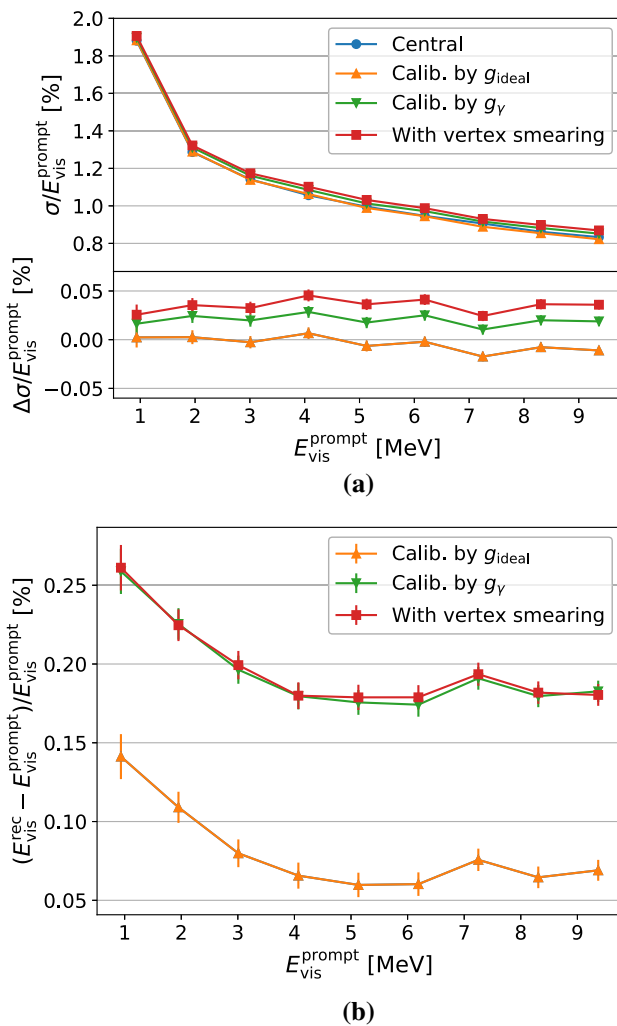 2.0
1.8
1.6
1.4
1.2
1.0
0.8
σ/E_vis^prompt [%]
Central
Calib. by g_ideal
Calib. by g_γ
With vertex smearing
0.05
0.00
−0.05
Δσ/E_vis^prompt [%]
1 2 3 4 5 6 7 8 9
E_vis^prompt [MeV]
(a)
0.25
0.20
0.15
0.10
0.05
(E_vis^rec − E_vis^prompt)/E_vis^prompt [%]
Calib. by g_ideal
Calib. by g_γ
With vertex smearing
1 2 3 4 5 6 7 8 9
E_vis^prompt [MeV]
(b)